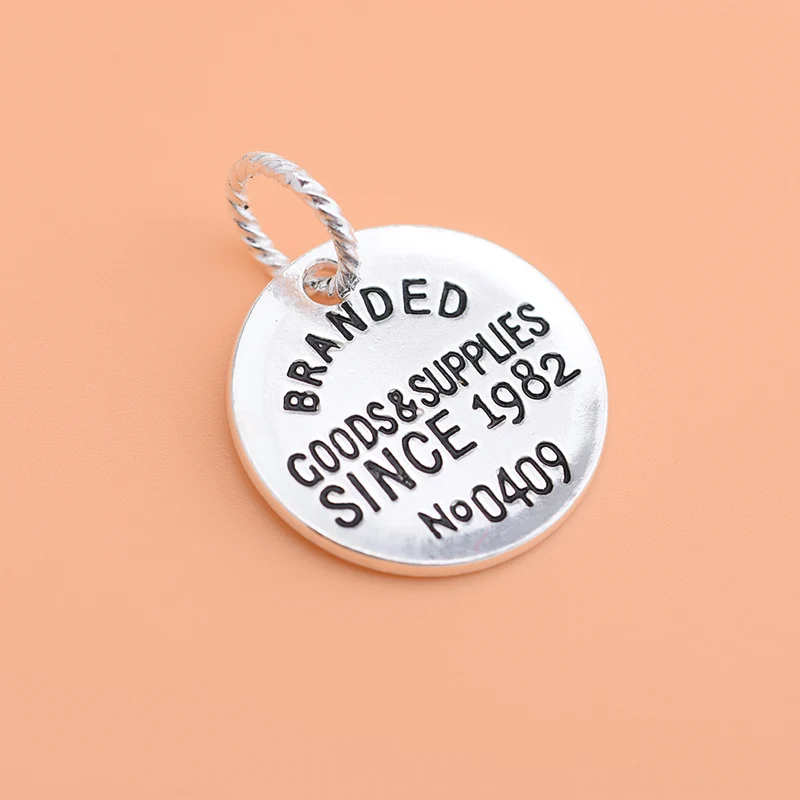 BRANDED
GOODS&SUPPLIES
SINCE 1982
No0409